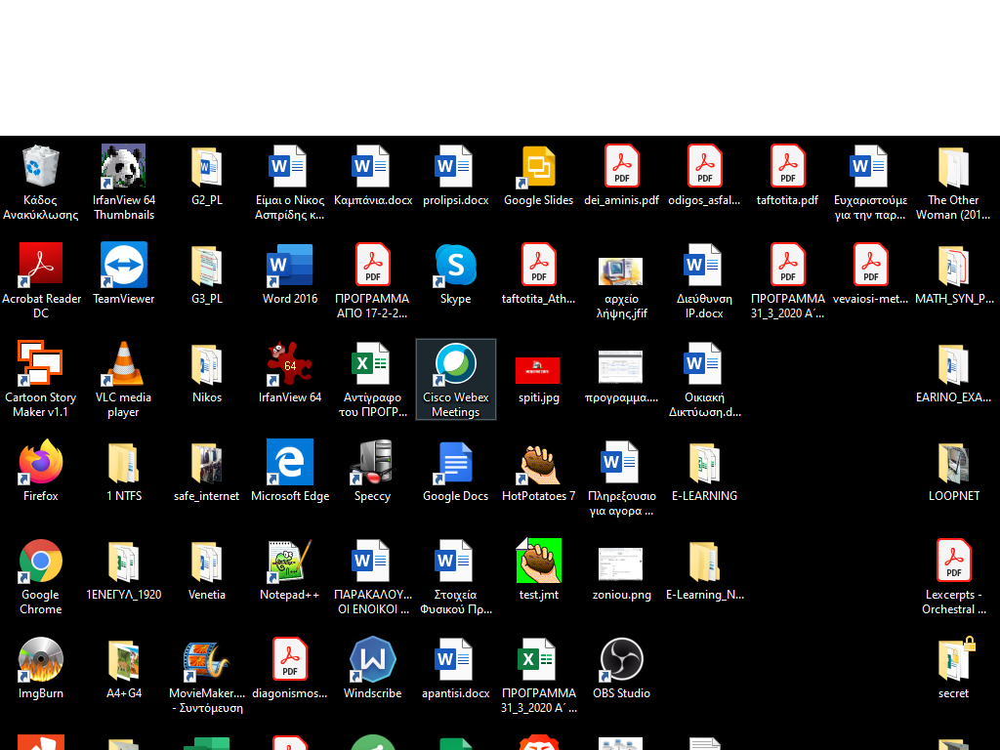 Κάδος
Ανακύκλωσης
IrfanView 64
Thumbnails
G2_PL
Είμαι ο Νίκος
Ασπρίδης κ...
Καμπάνια.docx
prolipsi.docx
Google Slides
dei_aminis.pdf
odigos_asfal...
taftotita.pdf
Ευχαριστούμε
για την παρ...
The Other
Woman (201...
Acrobat Reader
DC
TeamViewer
G3_PL
Word 2016
ΠΡΟΓΡΑΜΜΑ
ΑΠΟ 17-2-2...
Skype
taftotita_Ath...
αρχείο
λήψης.jfif
Διεύθυνση
IP.docx
ΠΡΟΓΡΑΜΜΑ
31_3_2020 Α΄...
vevaiosi-met...
MATH_SYN_P...
Cartoon Story
Maker v1.1
VLC media
player
Nikos
IrfanView 64
Αντίγραφο
του ΠΡΟΓΡ...
Cisco Webex
Meetings
spiti.jpg
προγραμμα....
Οικιακή
Δικτύωση.d...
EARINO_EXA...
Firefox
1 NTFS
safe_internet
Microsoft Edge
Speccy
Google Docs
HotPotatoes 7
Πληρεξουσιο
για αγορα ...
E-LEARNING
LOOPNET
Google
Chrome
1ΕΝΕΓΥΛ_1920
Venetia
Notepad++
ΠΑΡΑΚΑΛΟΥ...
ΟΙ ΕΝΟΙΚΟΙ ...
Στοιχεία
Φυσικού Πρ...
test.jmt
zoniou.png
E-Learning_N...
Lexcerpts -
Orchestral ...
ImgBurn
A4+G4
MovieMaker....
- Συντόμευση
diagonismos...
Windscribe
apantisi.docx
ΠΡΟΓΡΑΜΜΑ
31_3_2020 Α΄ ...
OBS Studio
secret